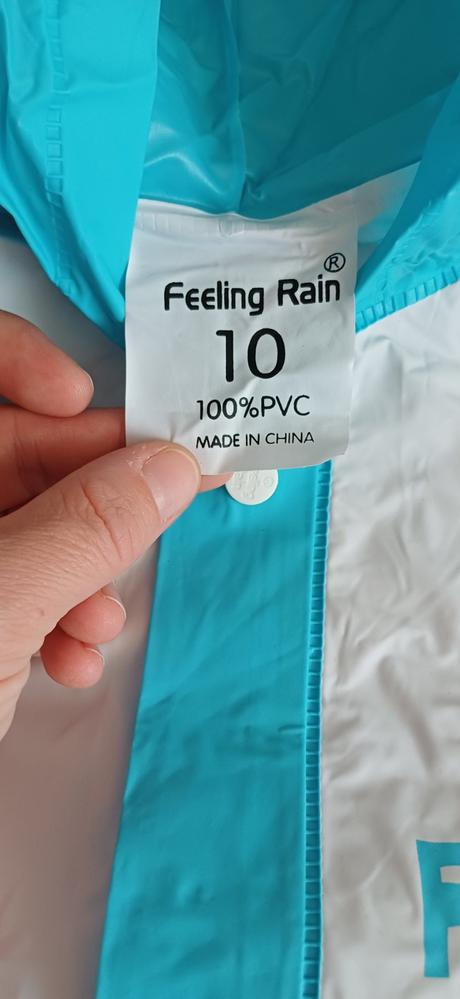 Feeling Rain®
10
100%PVC
MADE IN CHINA
F